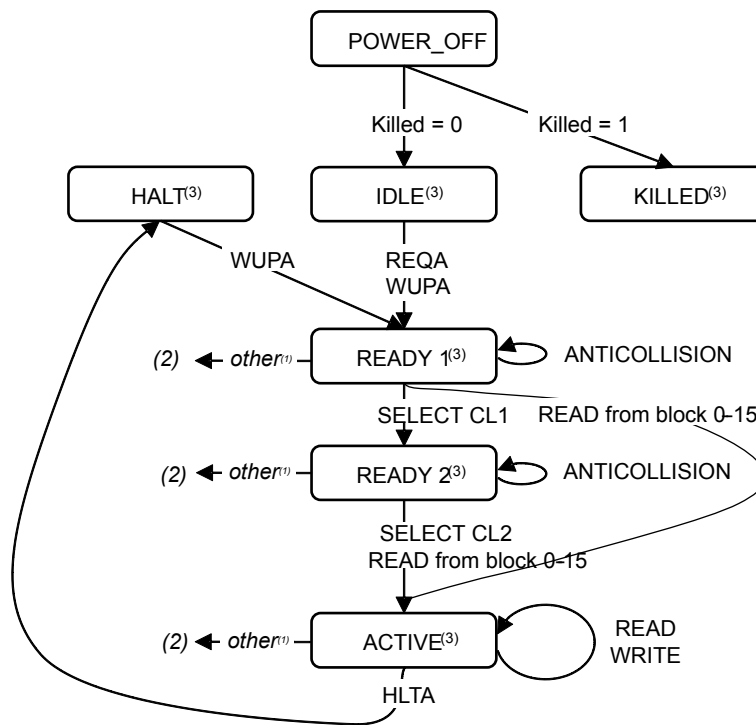 POWER_OFF
Killed = 0
Killed = 1
HALT(3)
IDLE(3)
KILLED(3)
WUPA
REQA
WUPA
(2)
other(1)
READY 1(3)
ANTICOLLISION
SELECT CL1
READ from block 0-15
(2)
other(1)
READY 2(3)
ANTICOLLISION
SELECT CL2
READ from block 0-15
(2)
other(1)
ACTIVE(3)
READ
WRITE
HLTA